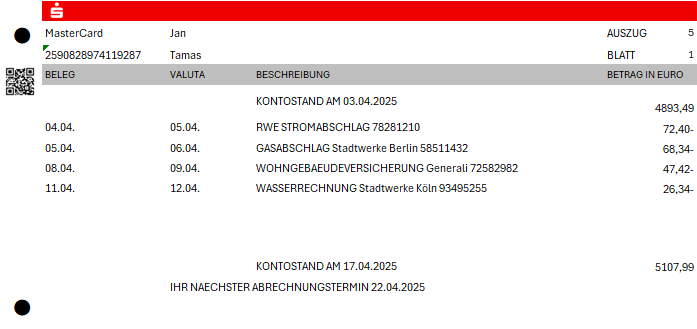 MasterCard Jan AUSZUG 5
2590828974119287 Tamas BLATT 1
BELEG VALUTA BESCHREIBUNG BETRAG IN EURO
KONTOSTAND AM 03.04.2025 4893,49
04.04. 05.04. RWE STROMABSCHLAG 78281210 72,40-
05.04. 06.04. GASABSCHLAG Stadtwerke Berlin 58511432 68,34-
08.04. 09.04. WOHNGEBAEUDEVERSICHERUNG Generali 72582982 47,42-
11.04. 12.04. WASSERRECHNUNG Stadtwerke Köln 93495255 26,34-
KONTOSTAND AM 17.04.2025 5107,99
IHR NAECHSTER ABRECHNUNGSTERMIN 22.04.2025